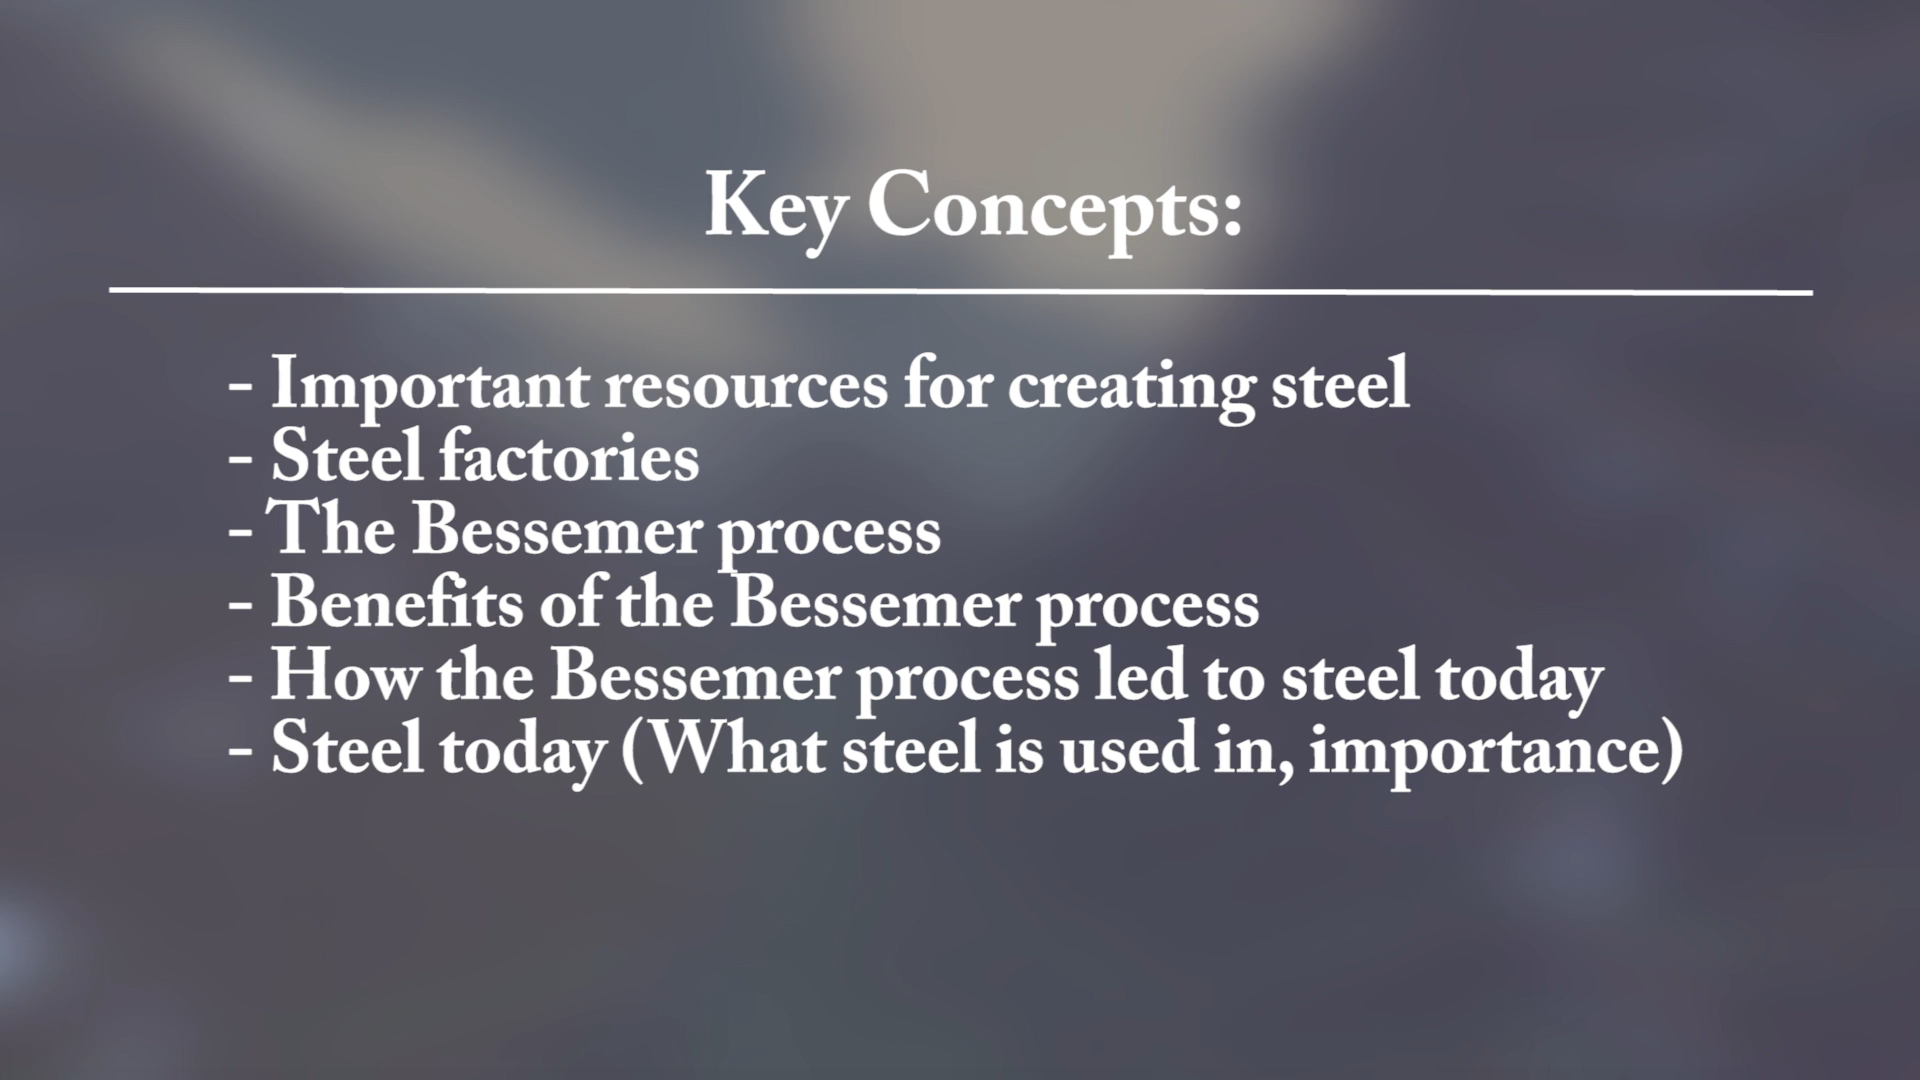 Key Concepts:
- Important resources for creating steel
- Steel factories
- The Bessemer process
- Benefits of the Bessemer process
- How the Bessemer process led to steel today
- Steel today (What steel is used in, importance)